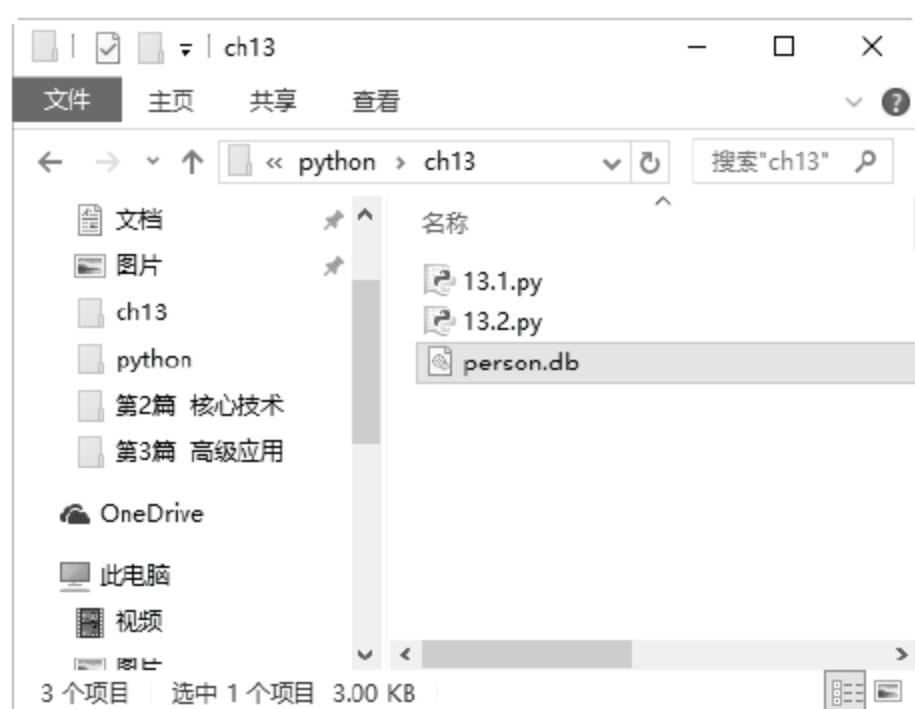 ch13
文件 主页 共享 查看
« python › ch13 搜索"ch13"
文档
图片
ch13
python
第2篇 核心技术
第3篇 高级应用
OneDrive
此电脑
视频
图片
名称
13.1.py
13.2.py
person.db
3 个项目 选中 1 个项目 3.00 KB